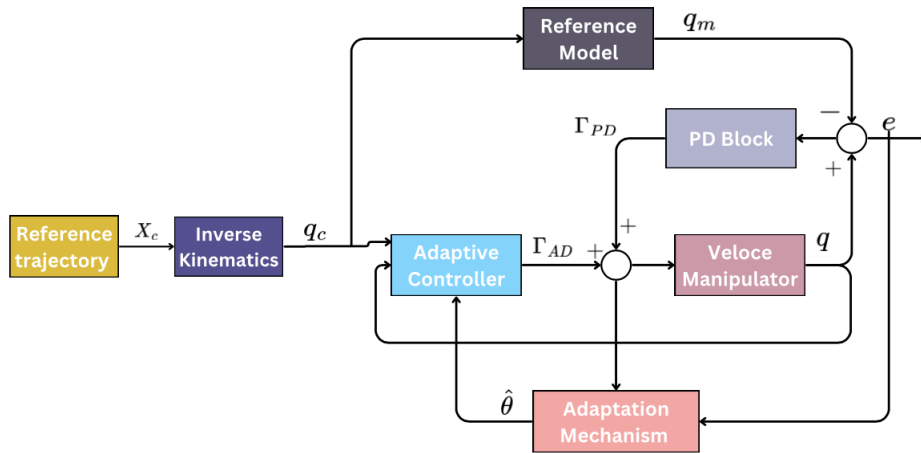 Reference
Model
q_m
−
e
Γ_PD
PD Block
+
+
Reference
trajectory
X_c
Inverse
Kinematics
q_c
Adaptive
Controller
Γ_AD
+
Veloce
Manipulator
q
θ̂
Adaptation
Mechanism